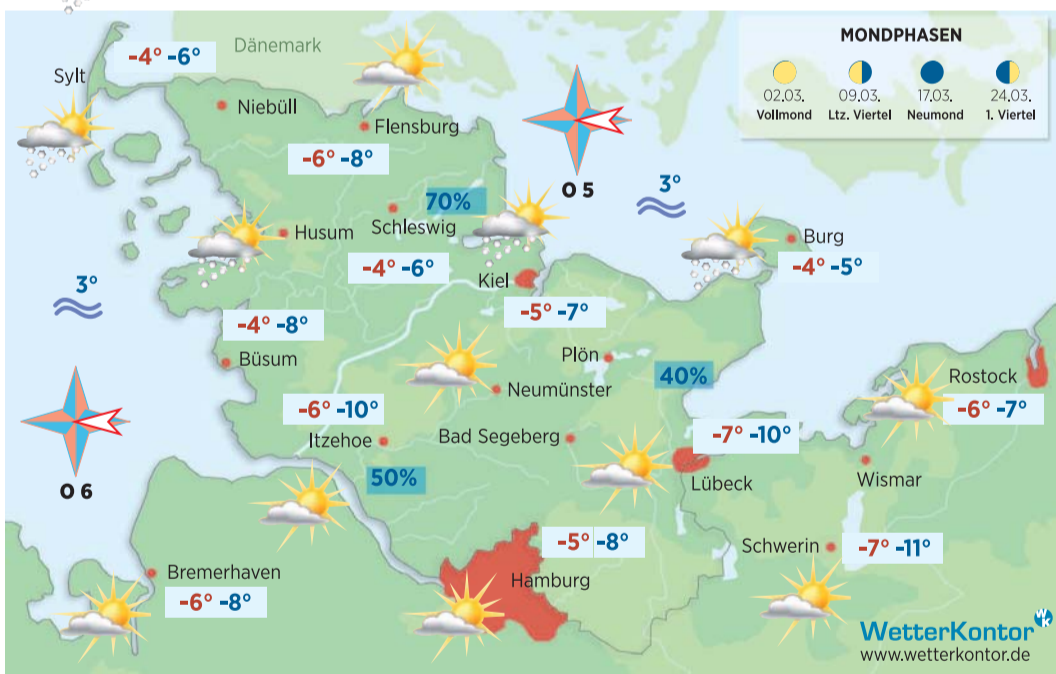 MONDPHASEN
02.03. 09.03. 17.03. 24.03.
Vollmond Ltz. Viertel Neumond 1. Viertel
Dänemark
-4° -6°
Sylt
Niebüll
Flensburg
-6° -8°
O 5
3°
70%
Schleswig
Husum
Burg
-4° -5°
-4° -6°
Kiel
-5° -7°
3°
-4° -8°
Büsum
Plön
40%
Neumünster
Rostock
-6° -7°
-6° -10°
Itzehoe
Bad Segeberg
-7° -10°
Lübeck
Wismar
50%
O 6
-5° -8°
Hamburg
Schwerin
-7° -11°
Bremerhaven
-6° -8°
WetterKontor WK
www.wetterkontor.de